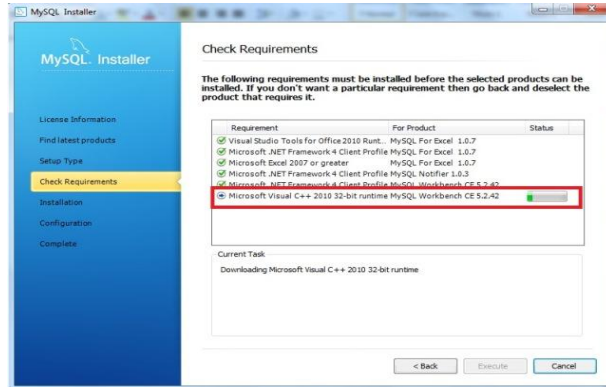 MySQL Installer
MySQL. Installer
Check Requirements
The following requirements must be installed before the selected products can be
installed. If you don't want a particular requirement then go back and deselect the
product that requires it.
License Information
Find latest products
Setup Type
Check Requirements
Installation
Configuration
Complete
Requirement For Product Status
Visual Studio Tools for Office 2010 Runt... MySQL For Excel 1.0.7
Microsoft .NET Framework 4 Client Profile MySQL For Excel 1.0.7
Microsoft Excel 2007 or greater MySQL For Excel 1.0.7
Microsoft .NET Framework 4 Client Profile MySQL Notifier 1.0.3
Microsoft .NET Framework 4 Client Profile MySQL Workbench CE 5.2.42
Microsoft Visual C++ 2010 32-bit runtime MySQL Workbench CE 5.2.42
Current Task
Downloading Microsoft Visual C++ 2010 32-bit runtime
< Back Execute Cancel